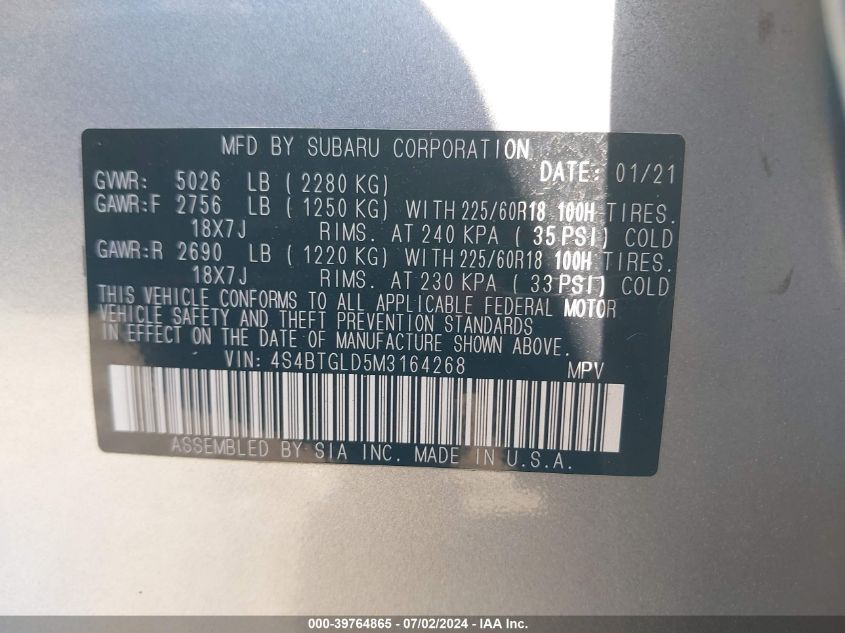 MFD BY SUBARU CORPORATION DATE: 01/21
GVWR: 5026 LB ( 2280 KG)
GAWR:F 2756 LB ( 1250 KG) WITH 225/60R18 100H TIRES.
18X7J RIMS. AT 240 KPA ( 35 PSI) COLD
GAWR:R 2690 LB ( 1220 KG) WITH 225/60R18 100H TIRES.
18X7J RIMS. AT 230 KPA ( 33 PSI) COLD
THIS VEHICLE CONFORMS TO ALL APPLICABLE FEDERAL MOTOR
VEHICLE SAFETY AND THEFT PREVENTION STANDARDS
IN EFFECT ON THE DATE OF MANUFACTURE SHOWN ABOVE.
VIN: 4S4BTGLD5M3164268 MPV
ASSEMBLED BY SIA INC. MADE IN U.S.A.
000-39764865 - 07/02/2024 - IAA Inc.